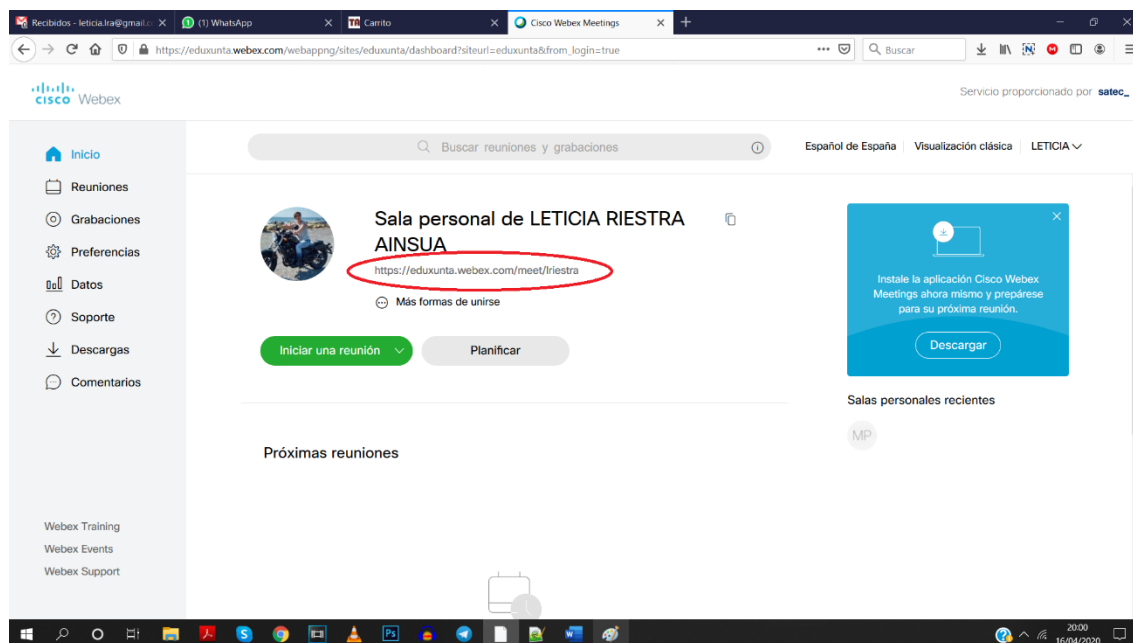 Recibidos - leticia.lra@gmail.c
(1) WhatsApp
TA Carrito
Cisco Webex Meetings
https://eduxunta.webex.com/webappng/sites/eduxunta/dashboard?siteurl=eduxunta&from_login=true
Buscar
CISCO Webex
Servicio proporcionado por satec_
Inicio
Reuniones
Grabaciones
Preferencias
Datos
Soporte
Descargas
Comentarios
Webex Training
Webex Events
Webex Support
Buscar reuniones y grabaciones
Español de España
Visualización clásica
LETICIA
Sala personal de LETICIA RIESTRA
AINSUA
https://eduxunta.webex.com/meet/lriestra
Más formas de unirse
Iniciar una reunión
Planificar
Próximas reuniones
Instale la aplicación Cisco Webex
Meetings ahora mismo y prepárese
para su próxima reunión.
Descargar
Salas personales recientes
MP
Ps
20:00
16/04/2020